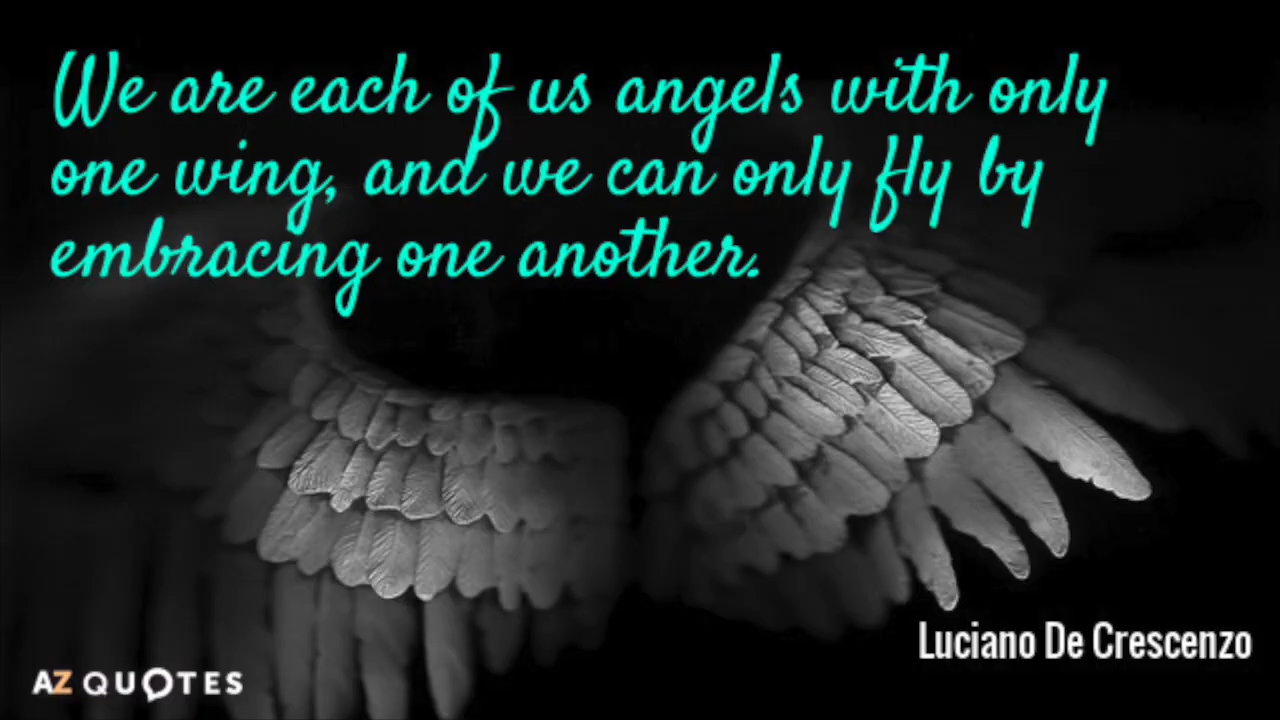 We are each of us angels with only
one wing, and we can only fly by
embracing one another.
Luciano De Crescenzo
AZ QUOTES